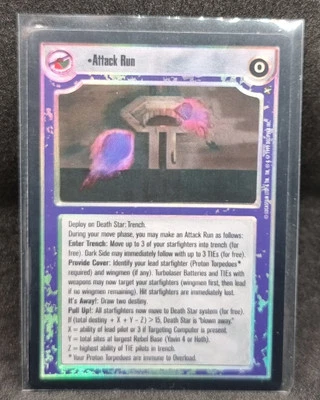 •Attack Run
Deploy on Death Star: Trench.
During your move phase, you may make an Attack Run as follows:
Enter Trench: Move up to 3 of your starfighters into trench (for
free). Dark Side may immediately follow with up to 3 TIEs (for free).
Provide Cover: Identify your lead starfighter (Proton Torpedoes*
required) and wingmen (if any). Turbolaser Batteries and TIEs with
weapons may now target your starfighters (wingmen first, then lead
if no wingmen remaining). Hit starfighters are immediately lost.
It's Away!: Draw two destiny.
Pull Up!: All starfighters now move to Death Star system (for free).
If (total destiny + X + Y – Z) > 15, Death Star is "blown away."
X = ability of lead pilot or 3 if Targeting Computer is present.
Y = total sites at largest Rebel Base (Yavin 4 or Hoth).
Z = highest ability of TIE pilots in trench.
* Your Proton Torpedoes are immune to Overload.